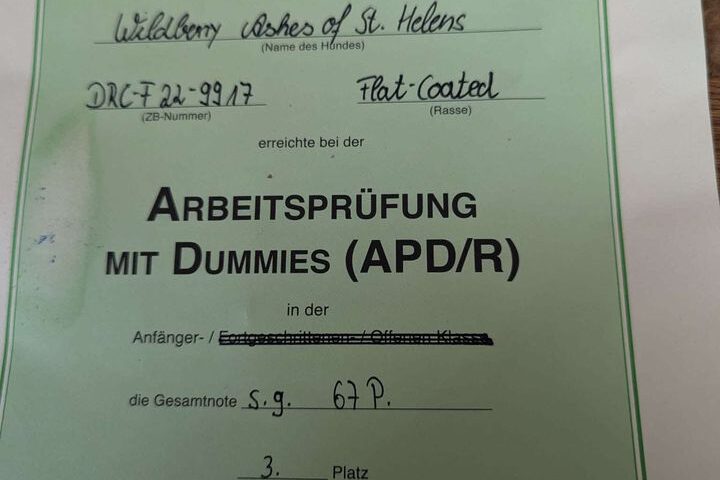 Wildberry Ashes of St. Helens
(Name des Hundes)
DRC-F 22-9917 Flat-Coated
(ZB-Nummer) (Rasse)
erreichte bei der
ARBEITSPRÜFUNG
MIT DUMMIES (APD/R)
in der
Anfänger- / Fortgeschrittenen- / Offenen Klasse
die Gesamtnote s.g. 67 P.
3. Platz